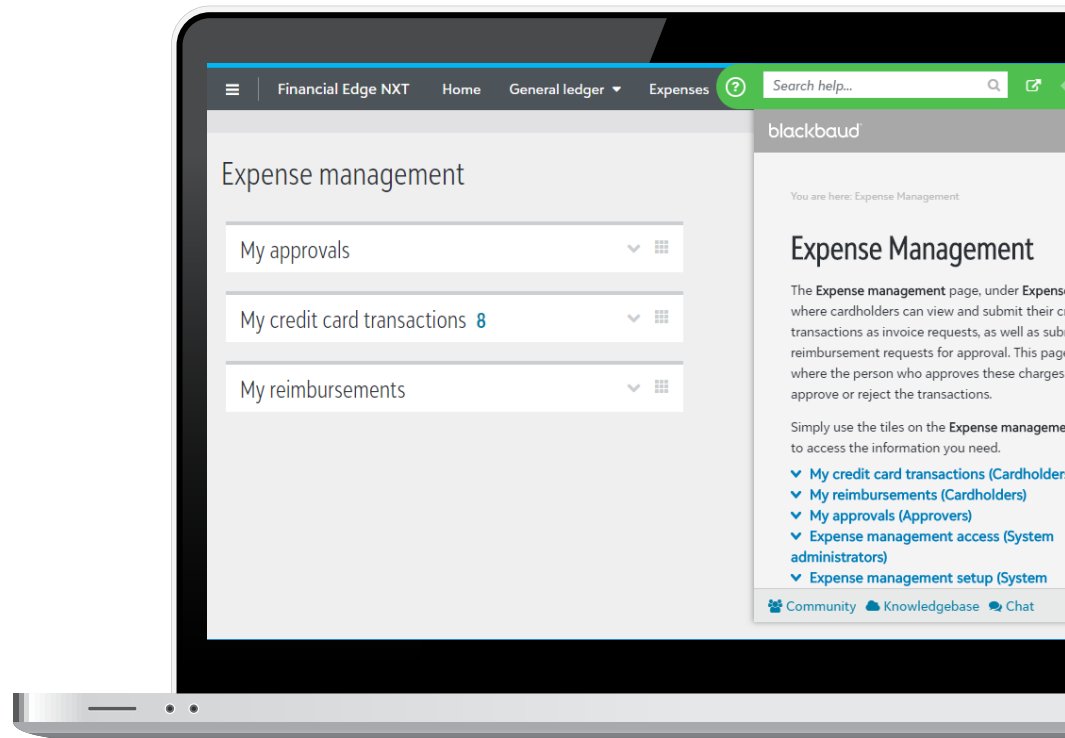 Financial Edge NXT Home General ledger Expenses
Search help...
Expense management
My approvals
My credit card transactions 8
My reimbursements
blackbaud
You are here: Expense Management
Expense Management
The Expense management page, under Expens
where cardholders can view and submit their c
transactions as invoice requests, as well as sub
reimbursement requests for approval. This page
where the person who approves these charges
approve or reject the transactions.
Simply use the tiles on the Expense manageme
to access the information you need.
My credit card transactions (Cardholders
My reimbursements (Cardholders)
My approvals (Approvers)
Expense management access (System
administrators)
Expense management setup (System
Community Knowledgebase Chat